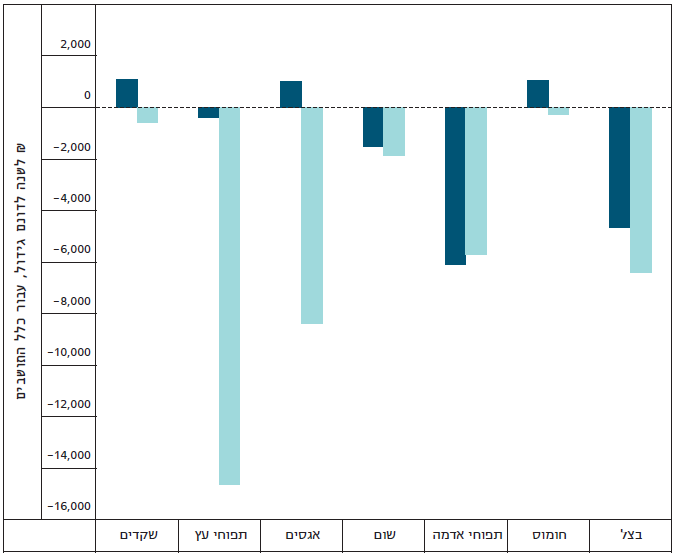 ₪ לשנה לדונם גידול, עבור כלל התושבים
2,000
0
−2,000
−4,000
−6,000
−8,000
−10,000
−12,000
−14,000
−16,000
שקדים
תפוחי עץ
אגסים
שום
תפוחי אדמה
חומוס
בצל